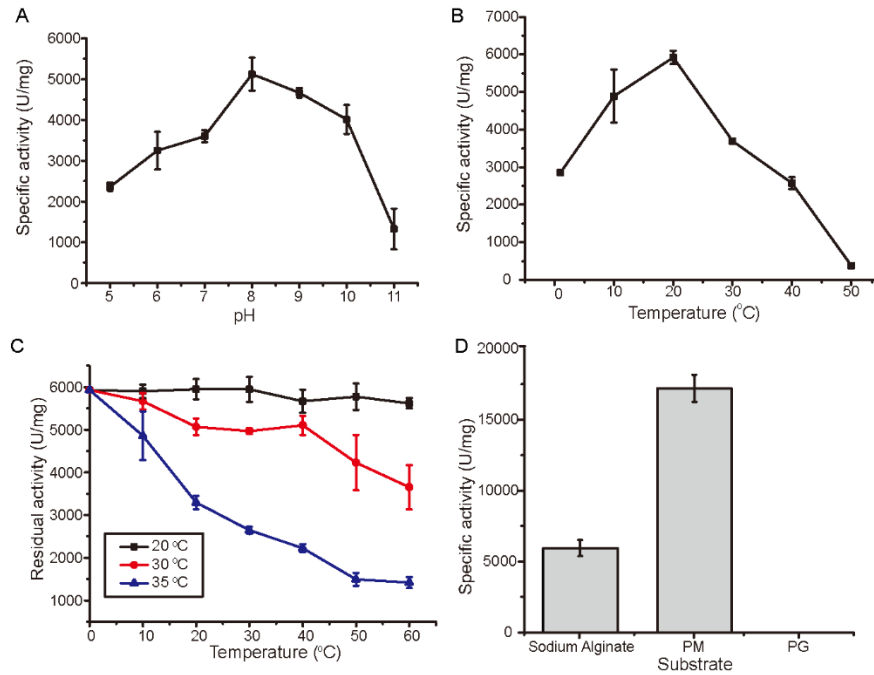 A
Specific activity (U/mg)
6000
5000
4000
3000
2000
1000
0
5 6 7 8 9 10 11
pH
B
Specific activity (U/mg)
7000
6000
5000
4000
3000
2000
1000
0
0 10 20 30 40 50
Temperature (°C)
C
Residual activity (U/mg)
6000
5000
4000
3000
2000
1000
20 °C
30 °C
35 °C
0 10 20 30 40 50 60
Temperature (°C)
D
Specific activity (U/mg)
20000
15000
10000
5000
0
Sodium Alginate PM PG
Substrate